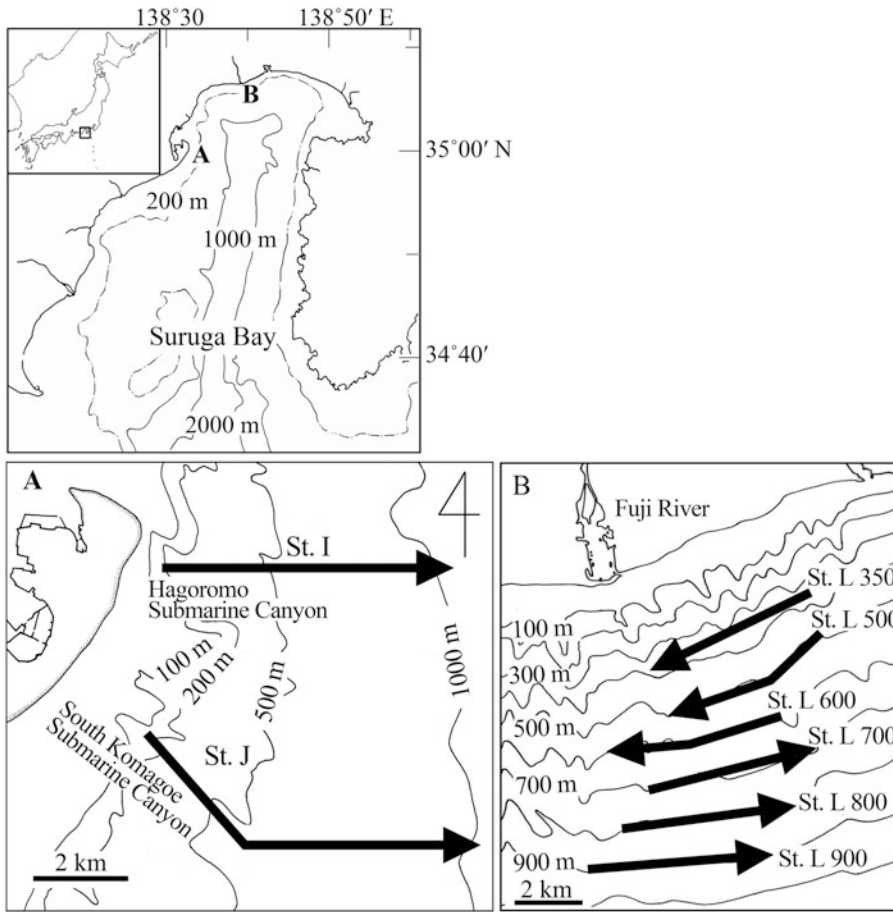 138˚30
138˚50′ E
B
A
35˚00′ N
200 m
1000 m
Suruga Bay
34˚40′
2000 m
A
St. I
Hagoromo
Submarine Canyon
100 m
200 m
500 m
1000 m
South Komagoe
Submarine Canyon
St. J
2 km
B
Fuji River
St. L 350
St. L 500
100 m
300 m
St. L 600
500 m
St. L 700
700 m
St. L 800
St. L 900
900 m
2 km